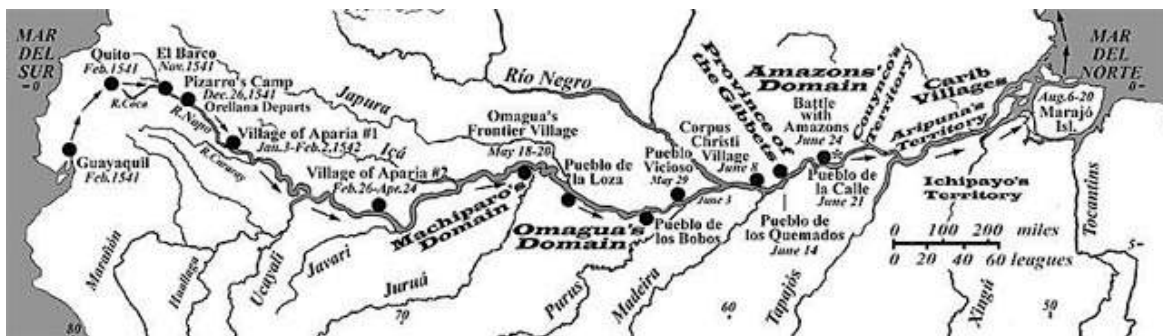 MAR
DEL
SUR
0
Quito
Feb.1541
El Barco
Nov.1541
Pizarro's Camp
Dec.26,1541
Orellana Departs
R.Coca
R.Napo
Village of Aparia #1
Jan.3-Feb.2,1542
Guayaquil
Feb.1541
R.Curaray
Japura
Içá
Village of Aparia #2
Feb.26-Apr.24
Omagua's
Frontier Village
May 18-20
Machiparo's
Domain
Pueblo de
la Loza
Omagua's
Domain
Río Negro
Corpus
Christi
Village
June 8
Pueblo
Vicioso
May 29
June 3
Pueblo de
los Bobos
Province of
the Gibbets
Pueblo de
los Quemados
June 14
Amazons'
Domain
Battle
with
Amazons
June 24
Pueblo de
la Calle
June 21
Couynco's
Territory
Carib
Villages
Aripuna's
Territory
Ichipayo's
Territory
Aug.6-20
Marajó
Isl.
MAR
DEL
NORTE
0
Marañón
Huallaga
Ucayali
Javari
Juruá
Purus
Madeira
Tapajós
Xingú
Tocantins
0 100 200 miles
0 20 40 60 leagues
5
80
70
60
50